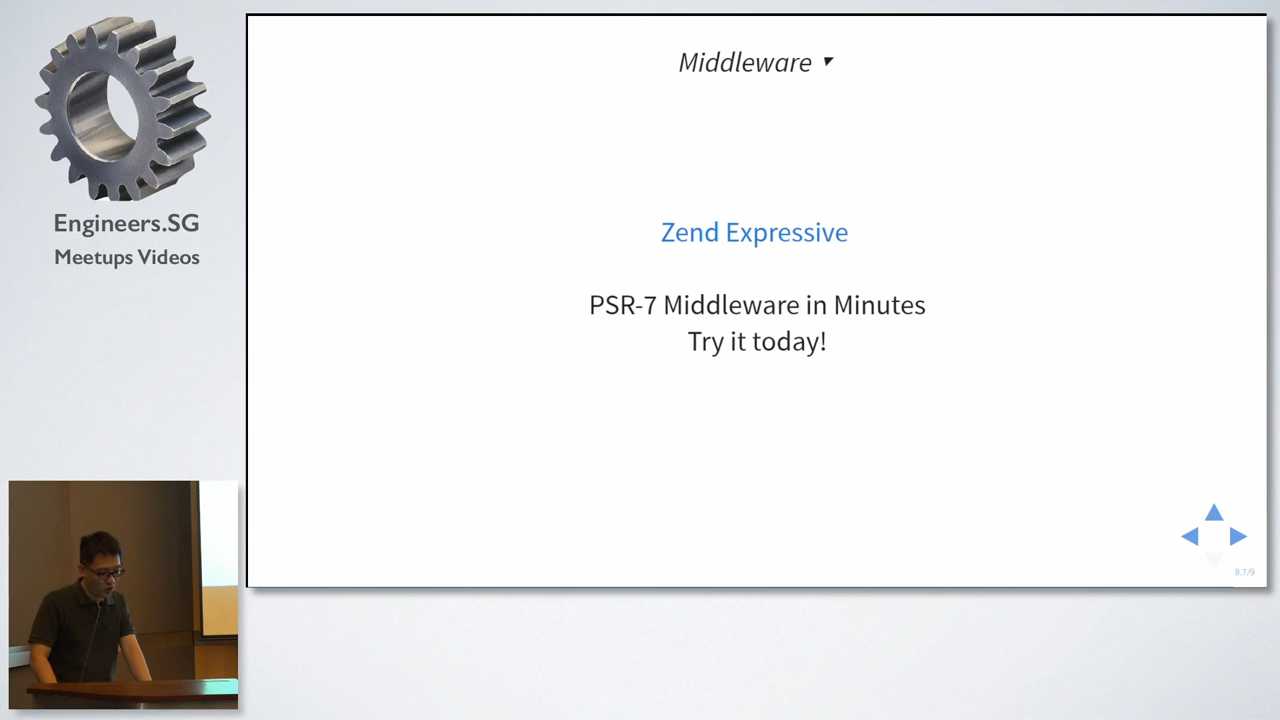 Engineers.SG
Meetups Videos
Middleware
Zend Expressive
PSR-7 Middleware in Minutes
Try it today!
8.7/9